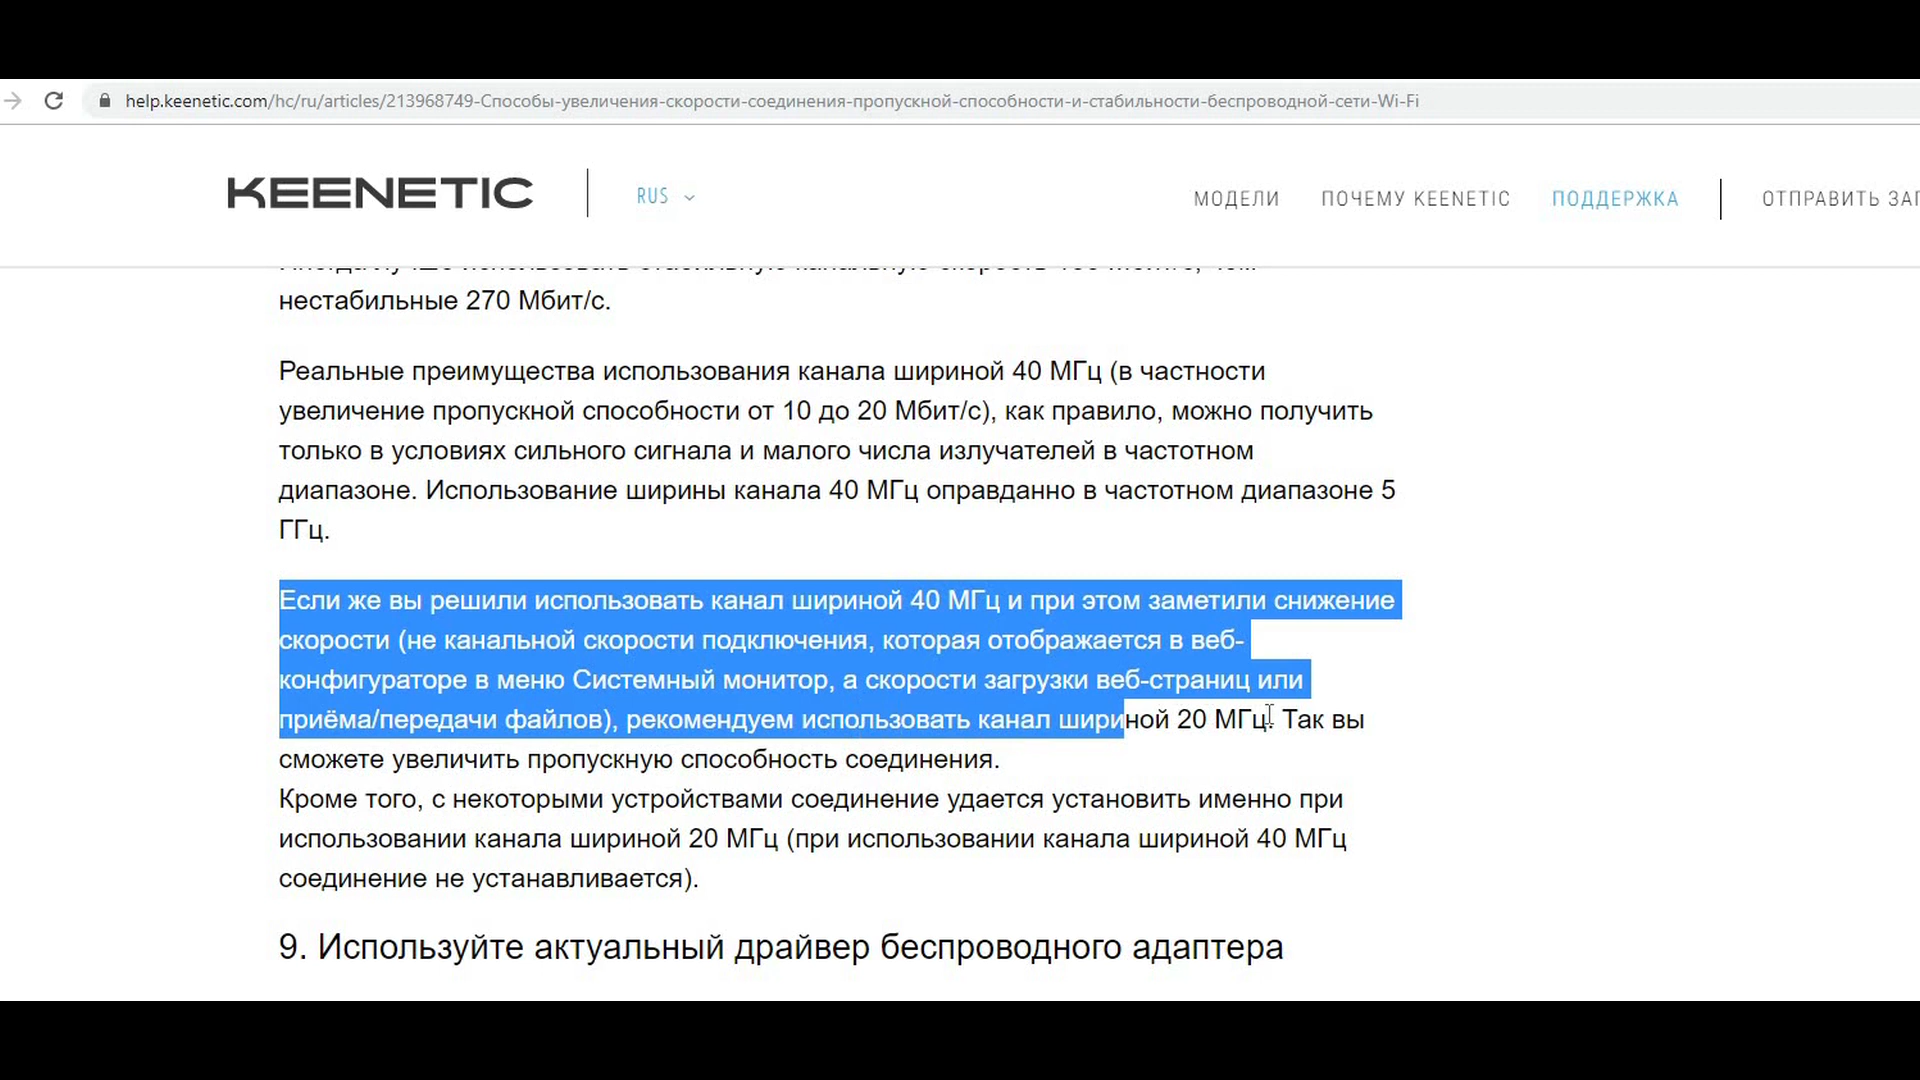 help.keenetic.com/hc/ru/articles/213968749-Способы-увеличения-скорости-соединения-пропускной-способности-и-стабильности-беспроводной-сети-Wi-Fi
KEENETIC
RUS
МОДЕЛИ
ПОЧЕМУ KEENETIC
ПОДДЕРЖКА
ОТПРАВИТЬ
нестабильные 270 Мбит/с.
Реальные преимущества использования канала шириной 40 МГц (в частности
увеличение пропускной способности от 10 до 20 Мбит/с), как правило, можно получить
только в условиях сильного сигнала и малого числа излучателей в частотном
диапазоне. Использование ширины канала 40 МГц оправданно в частотном диапазоне 5
ГГц.
Если же вы решили использовать канал шириной 40 МГц и при этом заметили снижение
скорости (не канальной скорости подключения, которая отображается в веб-
конфигураторе в меню Системный монитор, а скорости загрузки веб-страниц или
приёма/передачи файлов), рекомендуем использовать канал шириной 20 МГц. Так вы
сможете увеличить пропускную способность соединения.
Кроме того, с некоторыми устройствами соединение удается установить именно при
использовании канала шириной 20 МГц (при использовании канала шириной 40 МГц
соединение не устанавливается).
9. Используйте актуальный драйвер беспроводного адаптера